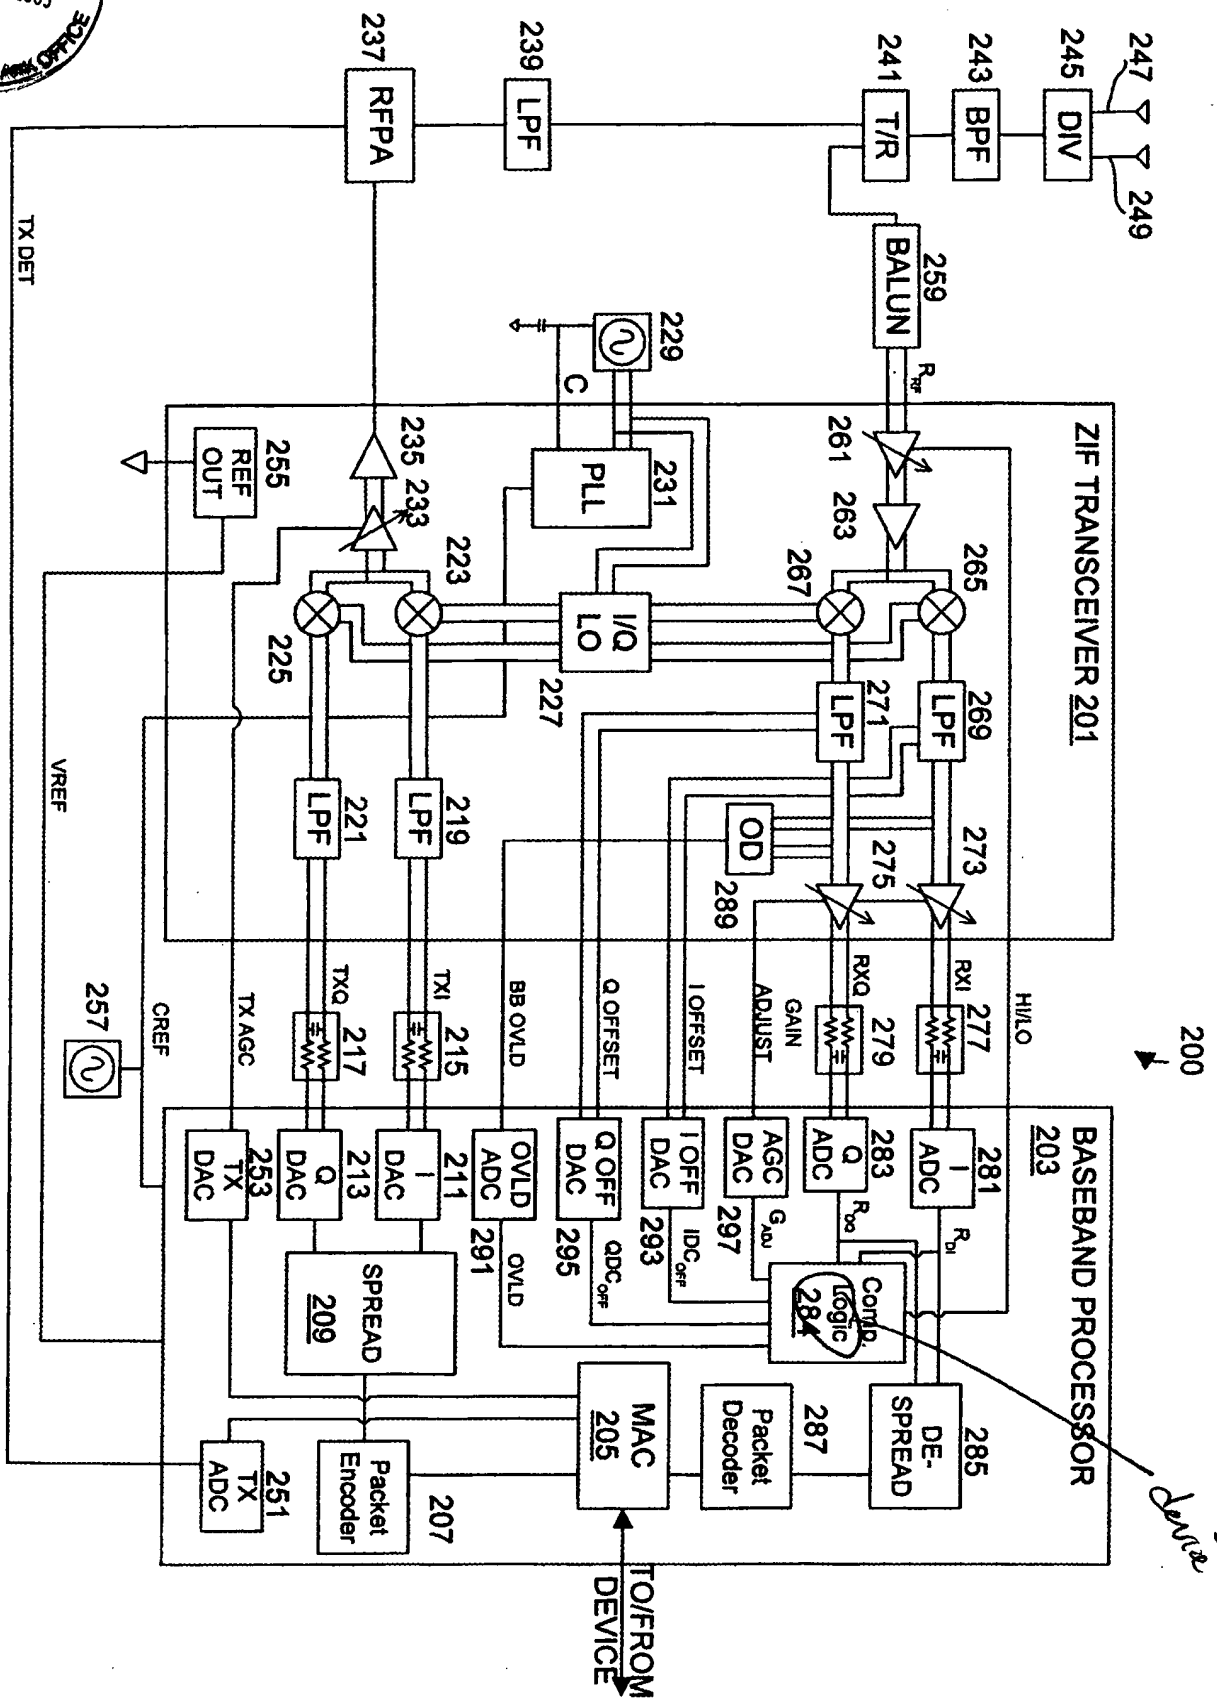 200
ZIF TRANSCEIVER 201
BASEBAND PROCESSOR
203
247
249
245
DIV
243
BPF
241
T/R
239
LPF
237
RFPA
259
BALUN
R_RF
261
263
265
267
269
LPF
271
LPF
273
275
OD
289
HI/LO
RXI
277
RXQ
279
GAIN
ADJUST
I OFFSET
Q OFFSET
BB OVLD
229
C
231
PLL
I/Q
LO
227
223
225
233
235
219
LPF
221
LPF
TXI
215
TXQ
217
TX AGC
CREF
257
255
REF
OUT
VREF
TX DET
281
I
ADC
R_DI
283
Q
ADC
R_DQ
AGC
DAC
297
G_ADJ
I OFF
DAC
293
IDC_OFF
Q OFF
DAC
295
QDC_OFF
OVLD
ADC
291
OVLD
Comp.
Logic
284
211
I
DAC
213
Q
DAC
TX
DAC
253
SPREAD
209
DE-
SPREAD
285
287
Packet
Decoder
MAC
205
207
Packet
Encoder
251
TX
ADC
TO/FROM
DEVICE
device
OFFICE